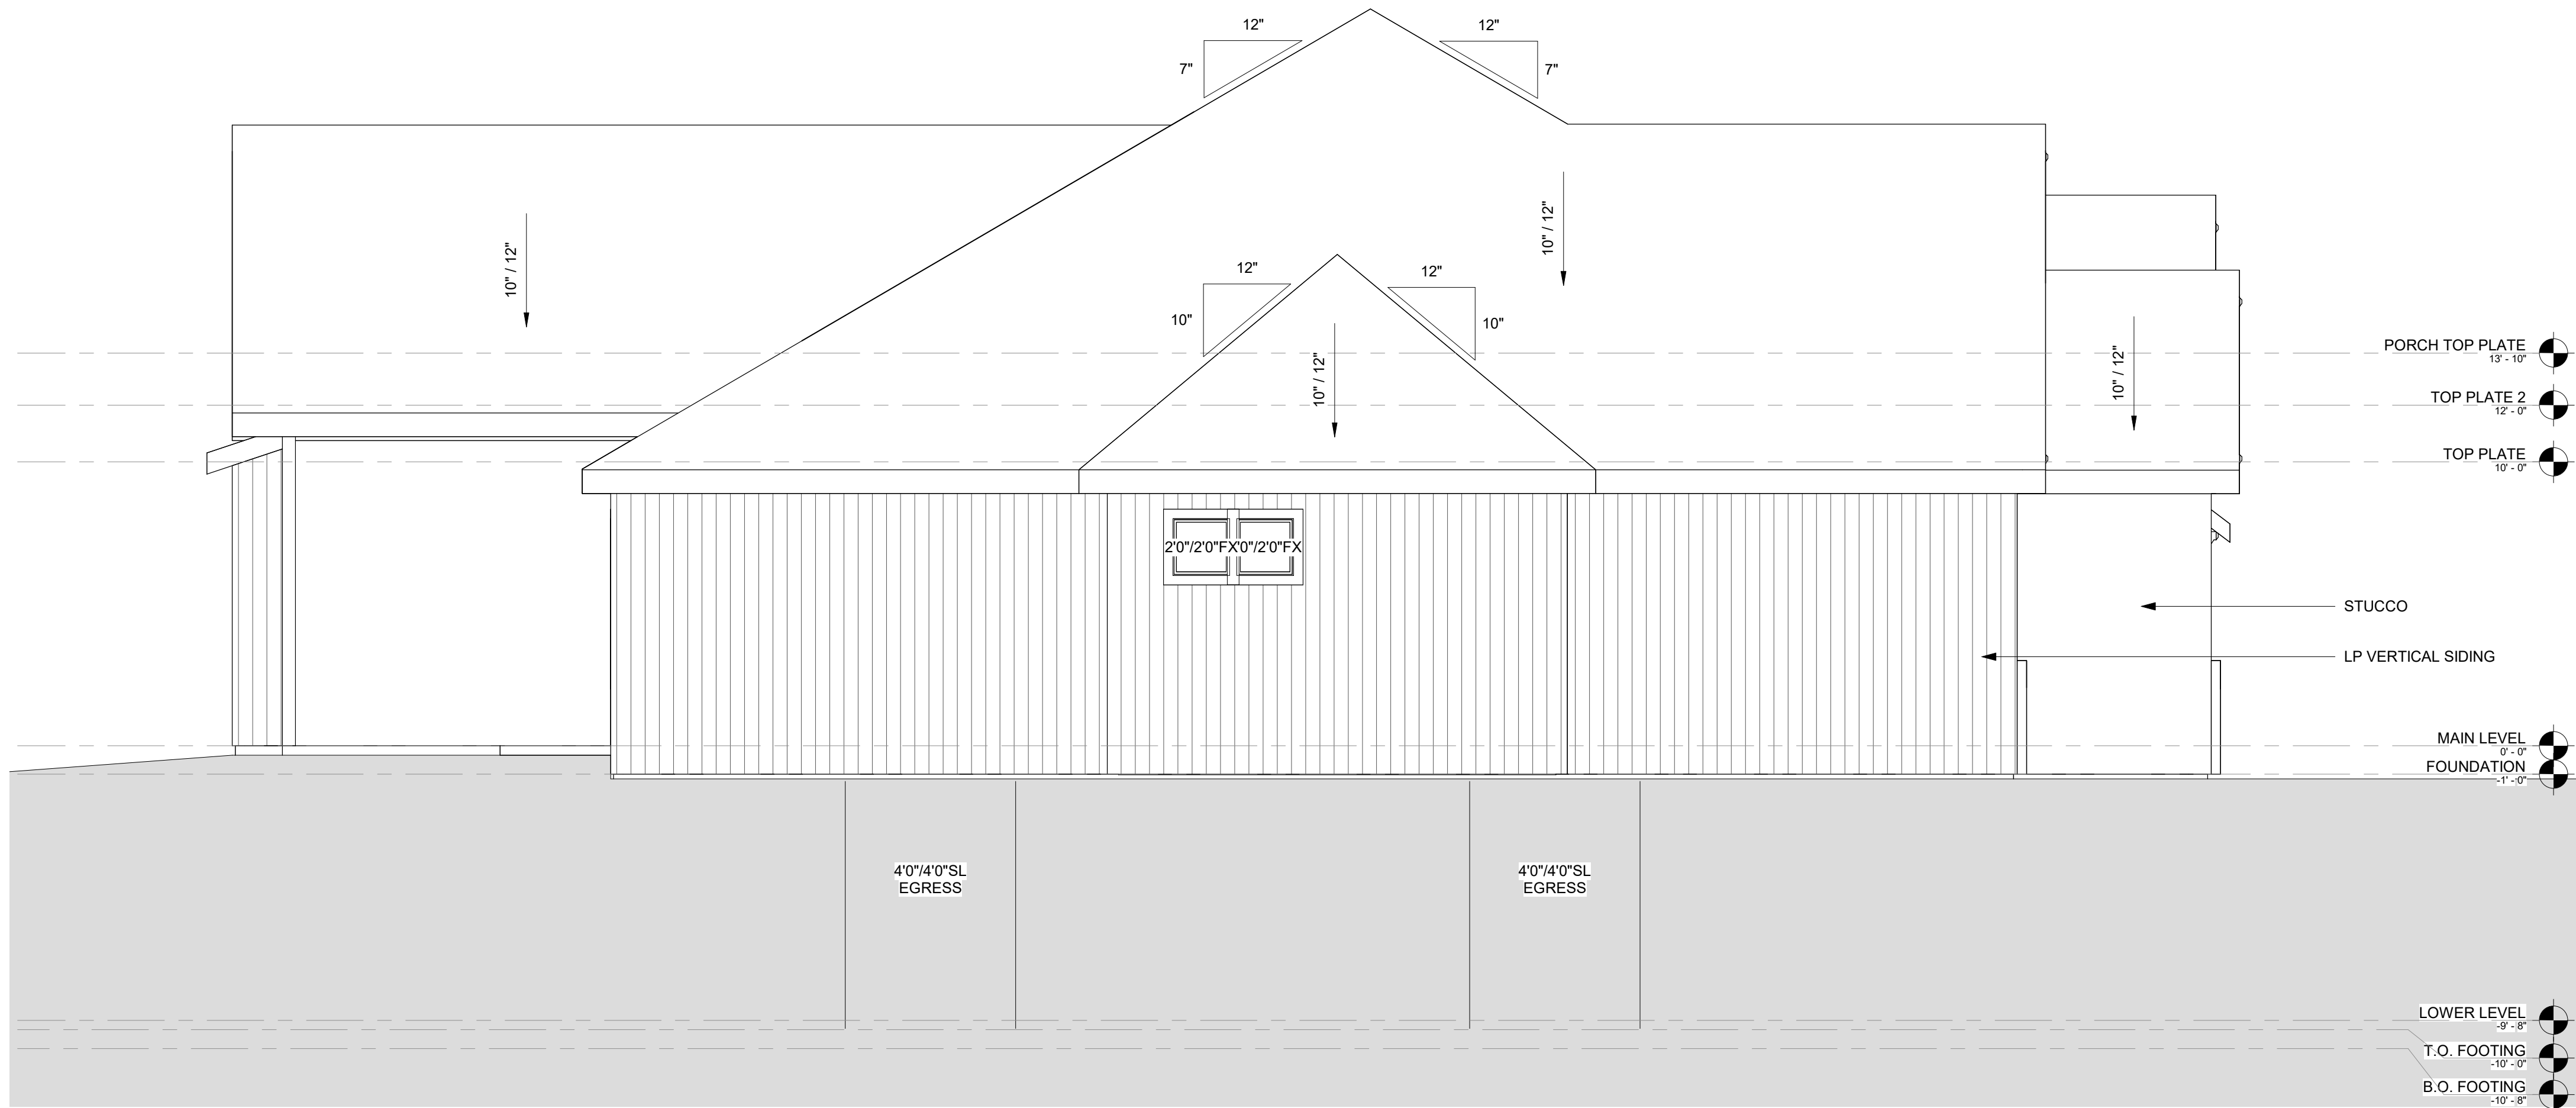 12"
12"
7"
7"
10" / 12"
10" / 12"
12"
12"
10"
10"
10" / 12"
10" / 12"
PORCH TOP PLATE
13' - 10"
TOP PLATE 2
12' - 0"
TOP PLATE
10' - 0"
2'0"/2'0"FX
'0"/2'0"FX
STUCCO
LP VERTICAL SIDING
MAIN LEVEL
0' - 0"
FOUNDATION
-1' - 0"
4'0"/4'0"SL
EGRESS
4'0"/4'0"SL
EGRESS
LOWER LEVEL
-9' - 8"
T.O. FOOTING
-10' - 0"
B.O. FOOTING
-10' - 8"